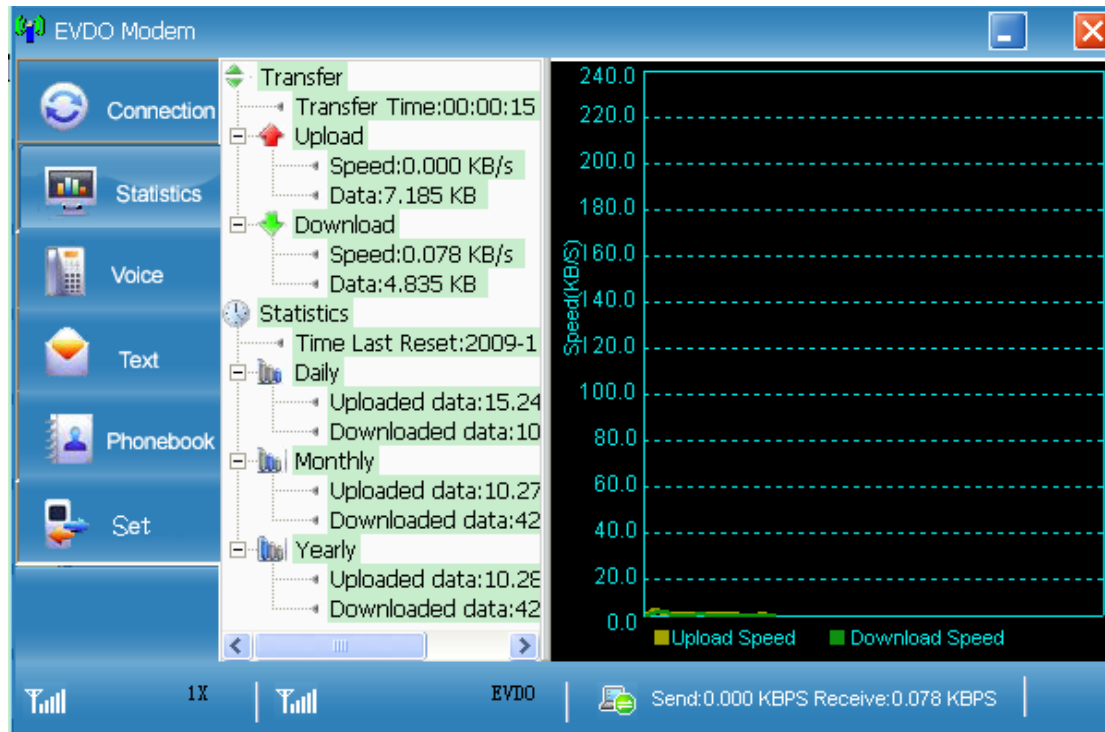 EVDO Modem
Connection
Statistics
Voice
Text
Phonebook
Set
Transfer
Transfer Time:00:00:15
Upload
Speed:0.000 KB/s
Data:7.185 KB
Download
Speed:0.078 KB/s
Data:4.835 KB
Statistics
Time Last Reset:2009-1
Daily
Uploaded data:15.24
Downloaded data:10
Monthly
Uploaded data:10.27
Downloaded data:42
Yearly
Uploaded data:10.28
Downloaded data:42
Speed(KB/S)
240.0
220.0
200.0
180.0
160.0
140.0
120.0
100.0
80.0
60.0
40.0
20.0
0.0
Upload Speed Download Speed
1X EVDO Send:0.000 KBPS Receive:0.078 KBPS